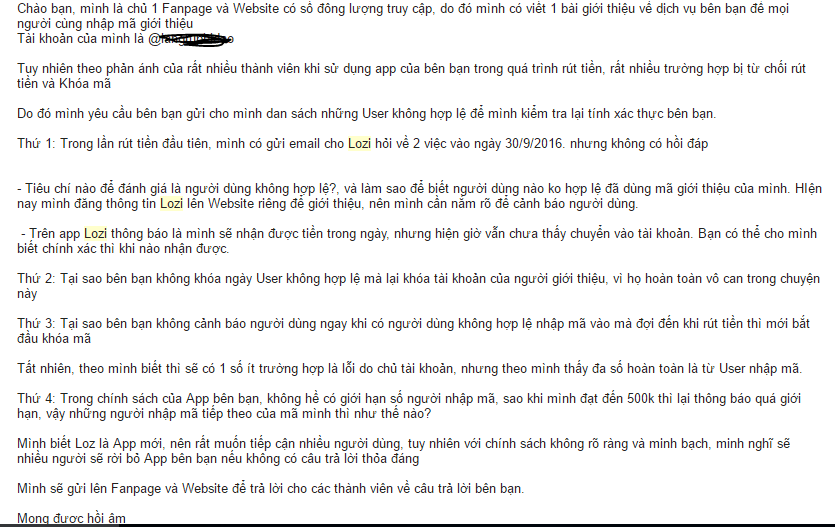 Chào bạn, mình là chủ 1 Fanpage và Website có số đông lượng truy cập, do đó mình có viết 1 bài giới thiệu về dịch vụ bên bạn để mọi
người cùng nhập mã giới thiệu
Tài khoản của mình là
Tuy nhiên theo phản ánh của rất nhiều thành viên khi sử dụng app của bên bạn trong quá trình rút tiền, rất nhiều trường hợp bị từ chối rút
tiền và Khóa mã
Do đó mình yêu cầu bên bạn gửi cho mình dan sách những User không hợp lệ để mình kiểm tra lại tính xác thực bên bạn.
Thứ 1: Trong lần rút tiền đầu tiên, mình có gửi email cho Lozi hỏi về 2 việc vào ngày 30/9/2016. nhưng không có hồi đáp
- Tiêu chí nào để đánh giá là người dùng không hợp lệ?, và làm sao để biết người dùng nào ko hợp lệ đã dùng mã giới thiệu của mình. HIện
nay mình đăng thông tin Lozi lên Website riêng để giới thiệu, nên mình cần nắm rõ để cảnh báo người dùng.
- Trên app Lozi thông báo là mình sẽ nhận được tiền trong ngày, nhưng hiện giờ vẫn chưa thấy chuyển vào tài khoản. Bạn có thể cho mình
biết chính xác thì khi nào nhận được.
Thứ 2: Tại sao bên bạn không khóa ngày User không hợp lệ mà lại khóa tài khoản của người giới thiệu, vì họ hoàn toàn vô can trong chuyện
này
Thứ 3: Tại sao bên bạn không cảnh báo người dùng ngay khi có người dùng không hợp lệ nhập mã vào mà đợi đến khi rút tiền thì mới bắt
đầu khóa mã
Tất nhiên, theo mình biết thì sẽ có 1 số ít trường hợp là lỗi do chủ tài khoản, nhưng theo mình thấy đa số hoàn toàn là từ User nhập mã.
Thứ 4: Trong chính sách của App bên bạn, không hề có giới hạn số người nhập mã, sao khi mình đạt đến 500k thì lại thông báo quá giới
hạn, vậy những người nhập mã tiếp theo của mã mình thì như thế nào?
Mình biết Loz là App mới, nên rất muốn tiếp cận nhiều người dùng, tuy nhiên với chính sách không rõ ràng và minh bạch, minh nghĩ sẽ
nhiều người sẽ rời bỏ App bên bạn nếu không có câu trả lời thỏa đáng
Mình sẽ gửi lên Fanpage và Website để trả lời cho các thành viên về câu trả lời bên bạn.
Mong được hồi âm